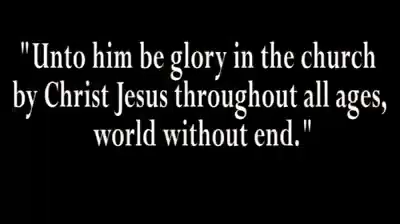 "Unto him be glory in the church
by Christ Jesus throughout all ages,
world without end."